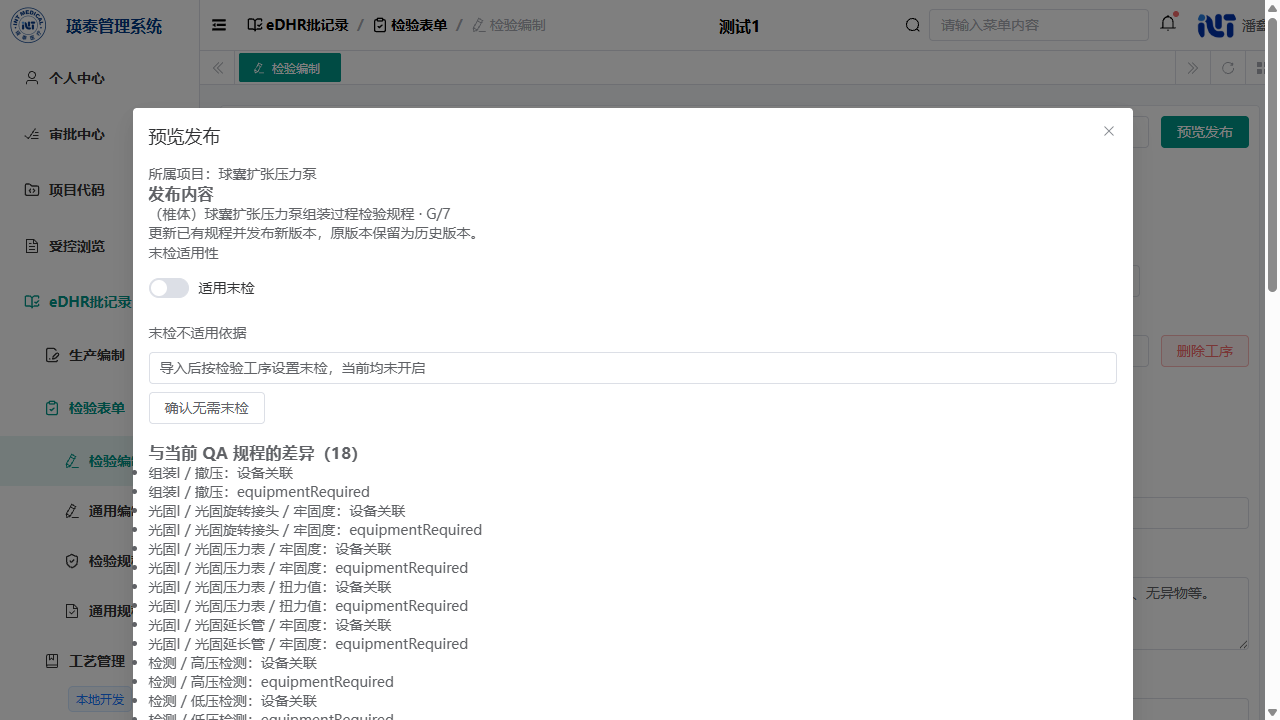 瑛泰管理系统
eDHR批记录 / 检验表单 / 检验编制
测试1
请输入菜单内容
潘鑫
检验编制
个人中心
审批中心
项目代码
受控浏览
eDHR批记录
生产编制
检验表单
检验编
通用编
检验规
通用规
工艺管理
本地开发
预览发布
删除工序
、无异物等。
预览发布
所属项目：球囊扩张压力泵
发布内容
（椎体）球囊扩张压力泵组装过程检验规程 · G/7
更新已有规程并发布新版本，原版本保留为历史版本。
末检适用性
适用末检
末检不适用依据
导入后按检验工序设置末检，当前均未开启
确认无需末检
与当前 QA 规程的差异（18）
组装Ⅰ / 撤压：设备关联
组装Ⅰ / 撤压：equipmentRequired
光固Ⅰ / 光固旋转接头 / 牢固度：设备关联
光固Ⅰ / 光固旋转接头 / 牢固度：equipmentRequired
光固Ⅰ / 光固压力表 / 牢固度：设备关联
光固Ⅰ / 光固压力表 / 牢固度：equipmentRequired
光固Ⅰ / 光固压力表 / 扭力值：设备关联
光固Ⅰ / 光固压力表 / 扭力值：equipmentRequired
光固Ⅰ / 光固延长管 / 牢固度：设备关联
光固Ⅰ / 光固延长管 / 牢固度：equipmentRequired
检测 / 高压检测：设备关联
检测 / 高压检测：equipmentRequired
检测 / 低压检测：设备关联
检测 / 低压检测：equipmentRequired